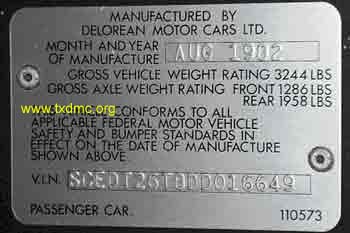 MANUFACTURED BY
DELOREAN MOTOR CARS LTD.
MONTH AND YEAR
OF MANUFACTURE AUG 1902
GROSS VEHICLE WEIGHT RATING 3244 LBS
GROSS AXLE WEIGHT RATING FRONT 1286 LBS
REAR 1958 LBS
www.txdmc.org
CONFORMS TO ALL
APPLICABLE FEDERAL MOTOR VEHICLE
SAFETY AND BUMPER STANDARDS IN
EFFECT ON THE DATE OF MANUFACTURE
SHOWN ABOVE.
V.I.N.
PASSENGER CAR. 110573